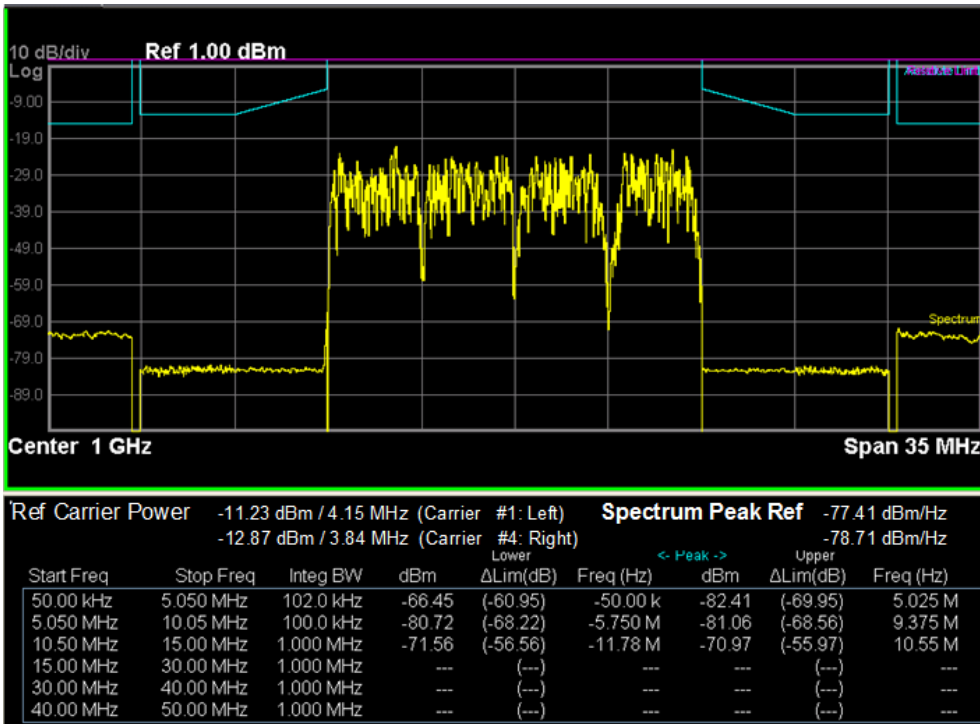 10 dB/div Ref 1.00 dBm
Log
-9.00
-19.0
-29.0
-39.0
-49.0
-59.0
-69.0
Spectrum
-79.0
-89.0
Center 1 GHz Span 35 MHz
Ref Carrier Power -11.23 dBm / 4.15 MHz (Carrier #1: Left) Spectrum Peak Ref -77.41 dBm/Hz
-12.87 dBm / 3.84 MHz (Carrier #4: Right) -78.71 dBm/Hz
Lower <- Peak -> Upper
Start Freq Stop Freq Integ BW dBm ΔLim(dB) Freq (Hz) dBm ΔLim(dB) Freq (Hz)
50.00 kHz 5.050 MHz 102.0 kHz -66.45 (-60.95) -50.00 k -82.41 (-69.95) 5.025 M
5.050 MHz 10.05 MHz 100.0 kHz -80.72 (-68.22) -5.750 M -81.06 (-68.56) 9.375 M
10.50 MHz 15.00 MHz 1.000 MHz -71.56 (-56.56) -11.78 M -70.97 (-55.97) 10.55 M
15.00 MHz 30.00 MHz 1.000 MHz --- (---) --- --- (---) ---
30.00 MHz 40.00 MHz 1.000 MHz --- (---) --- --- (---) ---
40.00 MHz 50.00 MHz 1.000 MHz --- (---) --- --- (---) ---